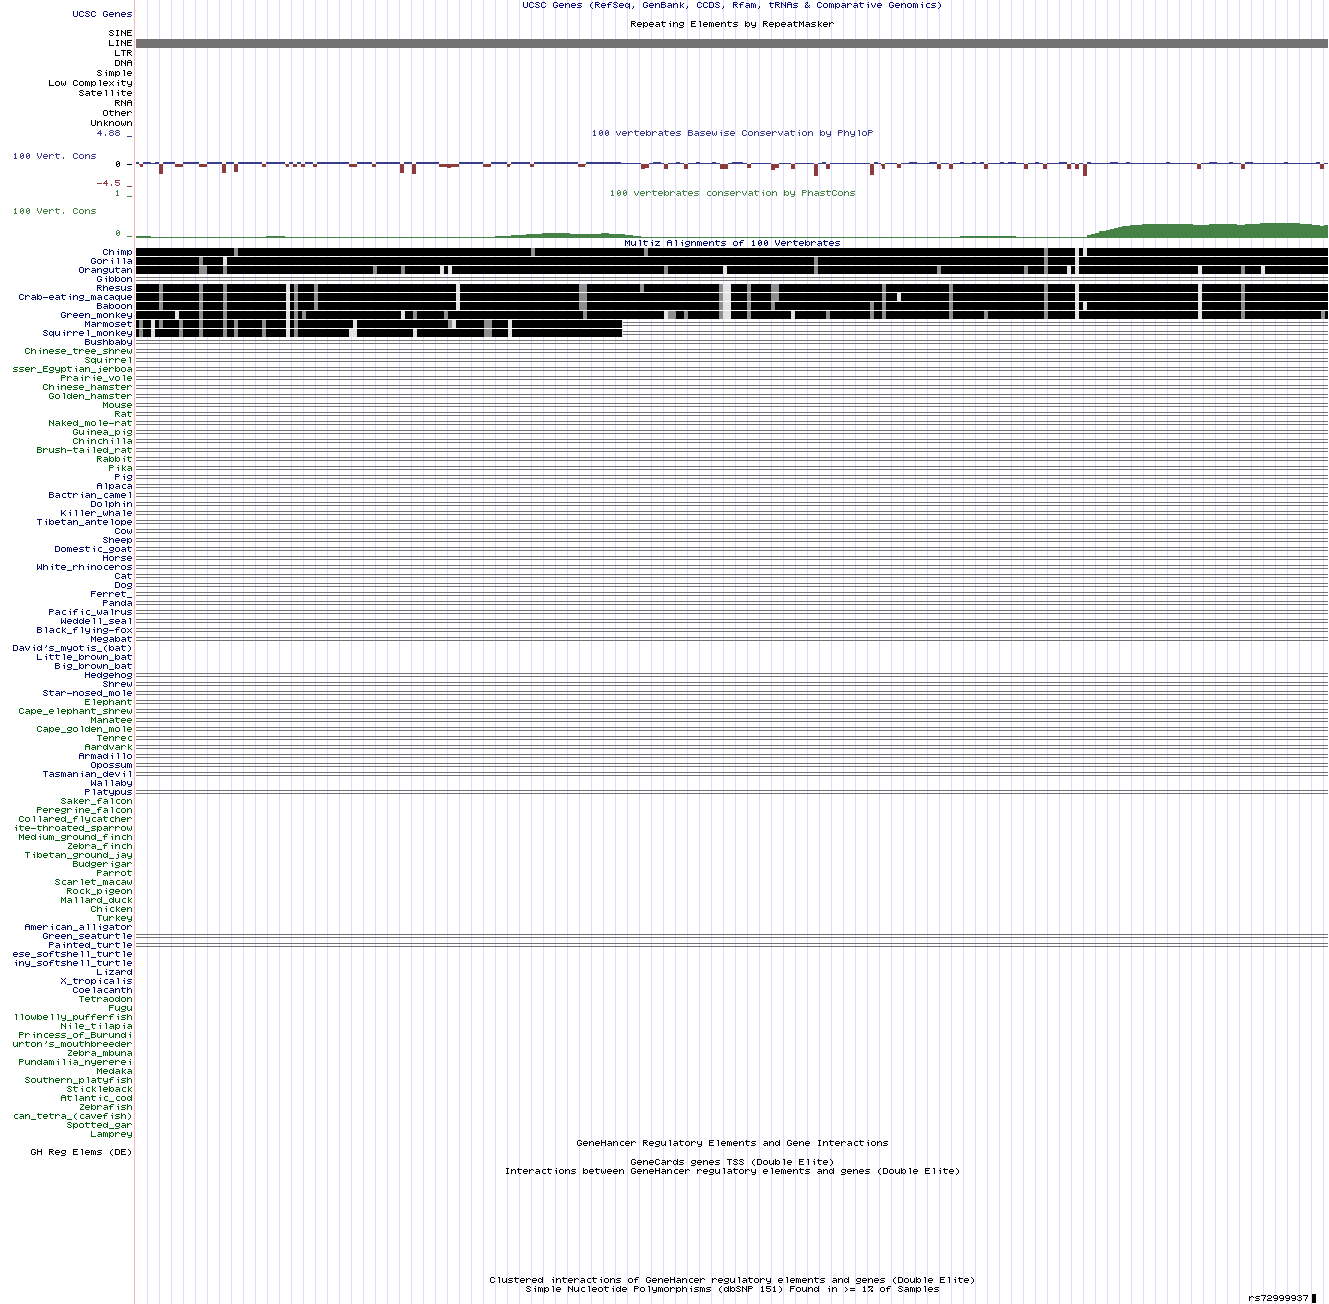 UCSC Genes (RefSeq, GenBank, CCDS, Rfam, tRNAs & Comparative Genomics)
UCSC Genes
Repeating Elements by RepeatMasker
SINE
LINE
LTR
DNA
Simple
Low Complexity
Satellite
RNA
Other
Unknown
4.88 _
100 vertebrates Basewise Conservation by PhyloP
100 Vert. Cons
0 -
-4.5 _
1 _
100 vertebrates conservation by PhastCons
100 Vert. Cons
0 _
Multiz Alignments of 100 Vertebrates
Chimp
Gorilla
Orangutan
Gibbon
Rhesus
Crab-eating_macaque
Baboon
Green_monkey
Marmoset
Squirrel_monkey
Bushbaby
Chinese_tree_shrew
Squirrel
sser_Egyptian_jerboa
Prairie_vole
Chinese_hamster
Golden_hamster
Mouse
Rat
Naked_mole-rat
Guinea_pig
Chinchilla
Brush-tailed_rat
Rabbit
Pika
Pig
Alpaca
Bactrian_camel
Dolphin
Killer_whale
Tibetan_antelope
Cow
Sheep
Domestic_goat
Horse
White_rhinoceros
Cat
Dog
Ferret_
Panda
Pacific_walrus
Weddell_seal
Black_flying-fox
Megabat
David's_myotis_(bat)
Little_brown_bat
Big_brown_bat
Hedgehog
Shrew
Star-nosed_mole
Elephant
Cape_elephant_shrew
Manatee
Cape_golden_mole
Tenrec
Aardvark
Armadillo
Opossum
Tasmanian_devil
Wallaby
Platypus
Saker_falcon
Peregrine_falcon
Collared_flycatcher
ite-throated_sparrow
Medium_ground_finch
Zebra_finch
Tibetan_ground_jay
Budgerigar
Parrot
Scarlet_macaw
Rock_pigeon
Mallard_duck
Chicken
Turkey
American_alligator
Green_seaturtle
Painted_turtle
ese_softshell_turtle
iny_softshell_turtle
Lizard
X_tropicalis
Coelacanth
Tetraodon
Fugu
llowbelly_pufferfish
Nile_tilapia
Princess_of_Burundi
urton's_mouthbreeder
Zebra_mbuna
Pundamilia_nyererei
Medaka
Southern_platyfish
Stickleback
Atlantic_cod
Zebrafish
can_tetra_(cavefish)
Spotted_gar
Lamprey
GeneHancer Regulatory Elements and Gene Interactions
GH Reg Elems (DE)
GeneCards genes TSS (Double Elite)
Interactions between GeneHancer regulatory elements and genes (Double Elite)
Clustered interactions of GeneHancer regulatory elements and genes (Double Elite)
Simple Nucleotide Polymorphisms (dbSNP 151) Found in >= 1% of Samples
rs72999937